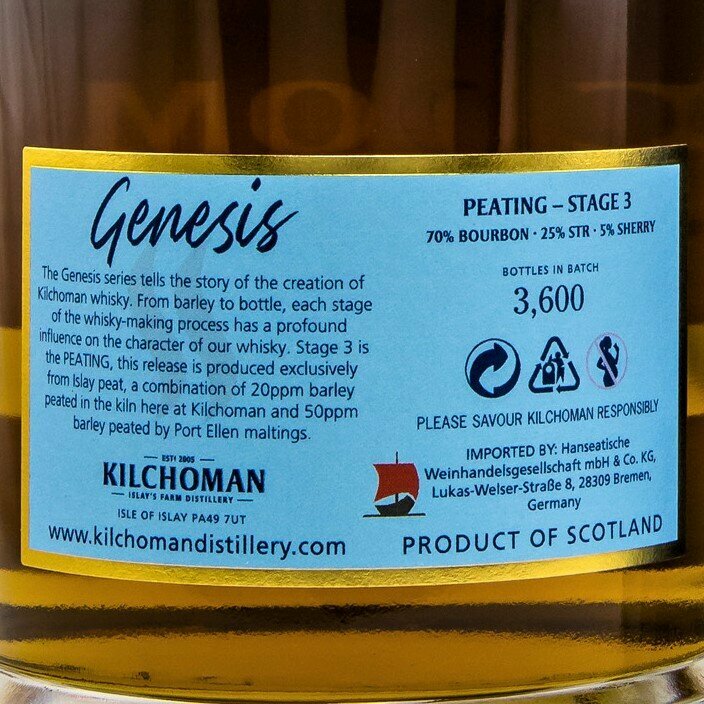 Genesis
The Genesis series tells the story of the creation of
Kilchoman whisky. From barley to bottle, each stage
of the whisky-making process has a profound
influence on the character of our whisky. Stage 3 is
the PEATING, this release is produced exclusively
from Islay peat, a combination of 20ppm barley
peated in the kiln here at Kilchoman and 50ppm
barley peated by Port Ellen maltings.
ESTD 2005
KILCHOMAN
ISLAY'S FARM DISTILLERY
ISLE OF ISLAY PA49 7UT
www.kilchomandistillery.com
PEATING – STAGE 3
70% BOURBON · 25% STR · 5% SHERRY
BOTTLES IN BATCH
3,600
PLEASE SAVOUR KILCHOMAN RESPONSIBLY
IMPORTED BY: Hanseatische
Weinhandelsgesellschaft mbH & Co. KG,
Lukas-Welser-Straße 8, 28309 Bremen,
Germany
PRODUCT OF SCOTLAND